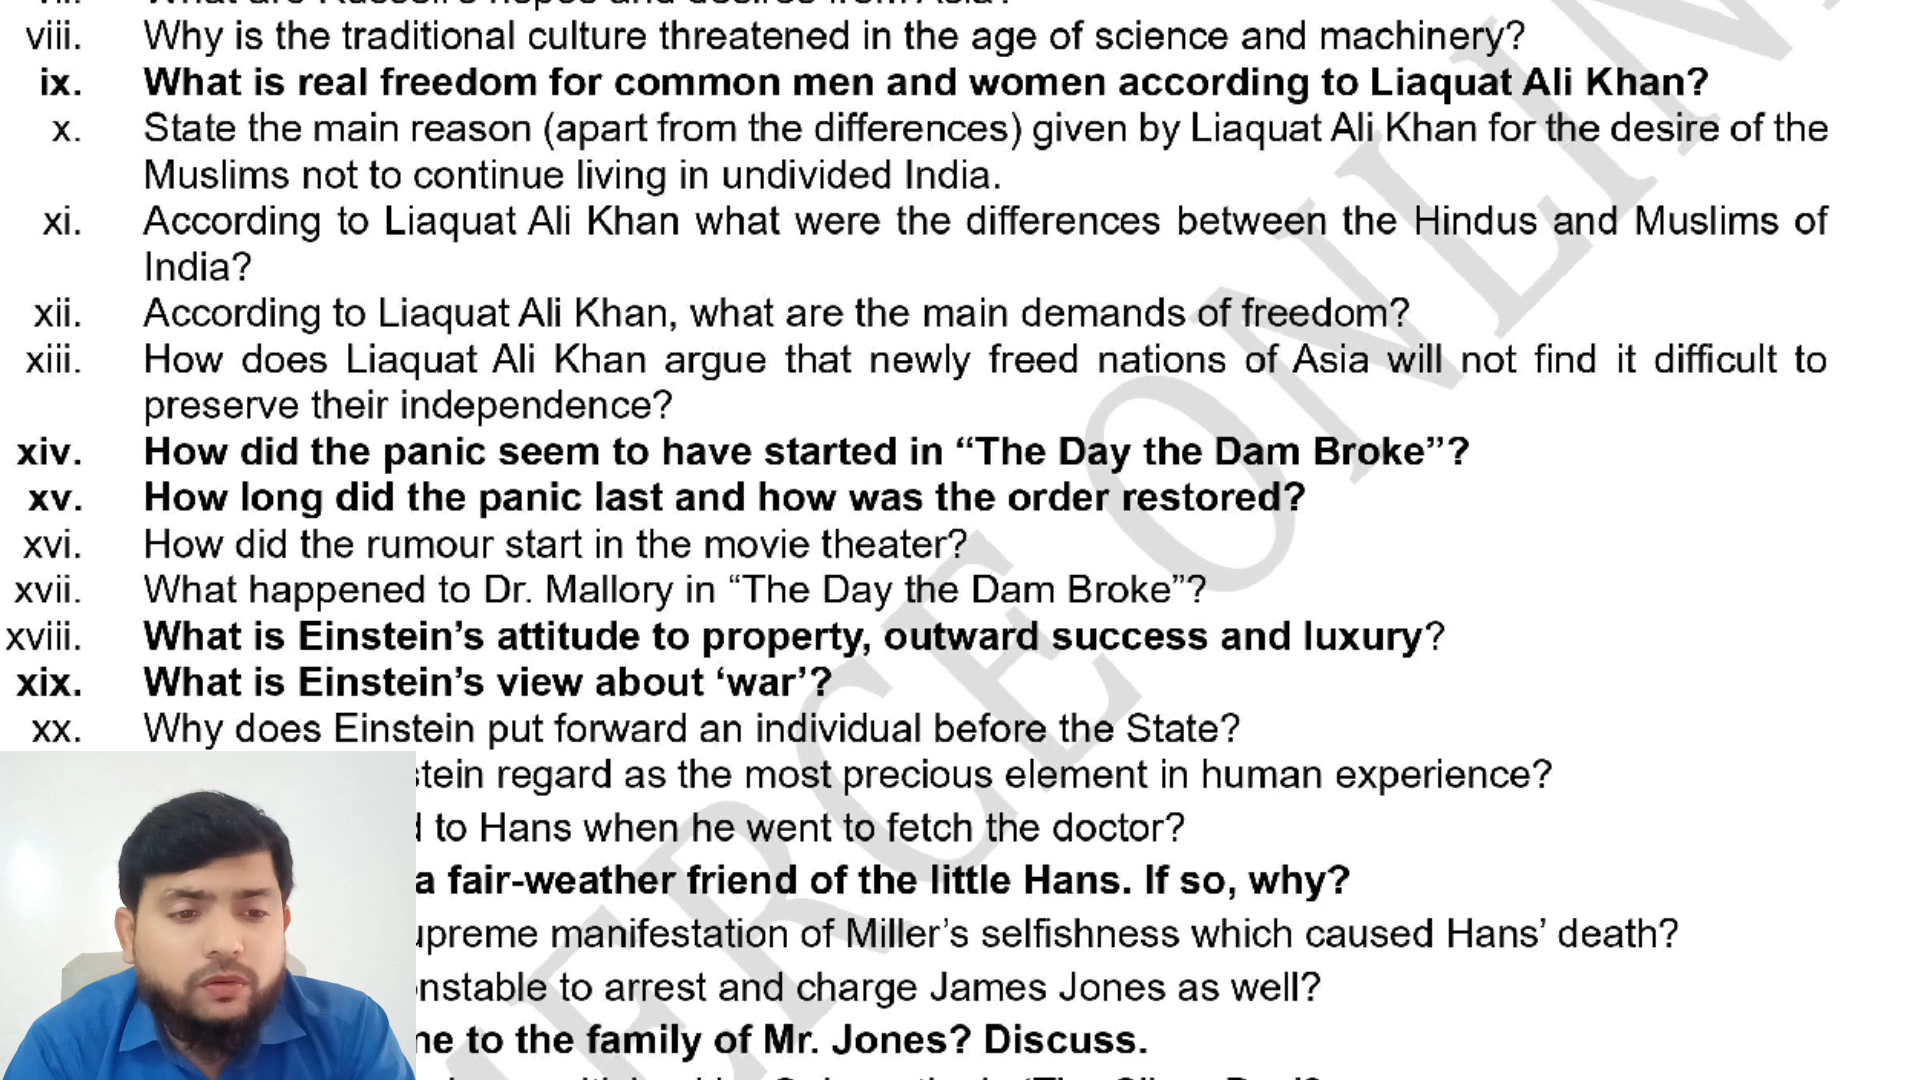 viii. Why is the traditional culture threatened in the age of science and machinery?
ix. What is real freedom for common men and women according to Liaquat Ali Khan?
x. State the main reason (apart from the differences) given by Liaquat Ali Khan for the desire of the
Muslims not to continue living in undivided India.
xi. According to Liaquat Ali Khan what were the differences between the Hindus and Muslims of
India?
xii. According to Liaquat Ali Khan, what are the main demands of freedom?
xiii. How does Liaquat Ali Khan argue that newly freed nations of Asia will not find it difficult to
preserve their independence?
xiv. How did the panic seem to have started in “The Day the Dam Broke”?
xv. How long did the panic last and how was the order restored?
xvi. How did the rumour start in the movie theater?
xvii. What happened to Dr. Mallory in “The Day the Dam Broke”?
xviii. What is Einstein’s attitude to property, outward success and luxury?
xix. What is Einstein’s view about ‘war’?
xx. Why does Einstein put forward an individual before the State?
stein regard as the most precious element in human experience?
to Hans when he went to fetch the doctor?
a fair-weather friend of the little Hans. If so, why?
upreme manifestation of Miller’s selfishness which caused Hans’ death?
nstable to arrest and charge James Jones as well?
ne to the family of Mr. Jones? Discuss.
MERCE ONLIN